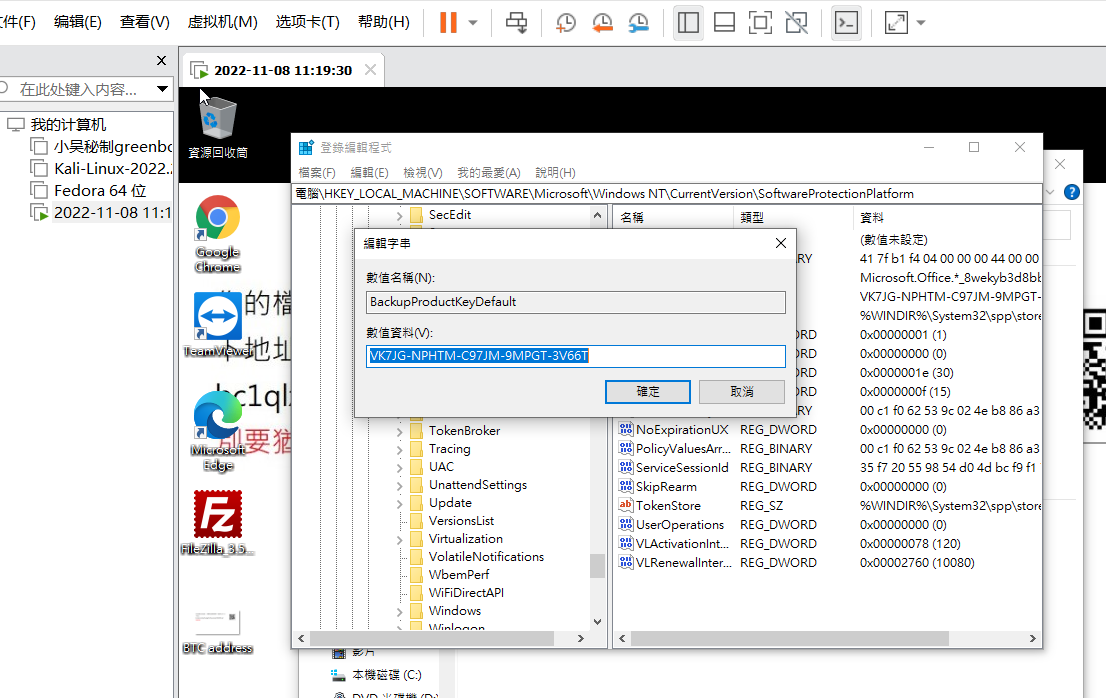 件(F) 编辑(E) 查看(V) 虚拟机(M) 选项卡(T) 帮助(H)
2022-11-08 11:19:30
在此处键入内容...
我的计算机
小吴秘制greenbo
Kali-Linux-2022.
Fedora 64 位
2022-11-08 11:1
資源回收筒
Google Chrome
TeamViewer
Microsoft Edge
FileZilla_3.5...
BTC address
的檔
地址
bc1ql
別要猶
登錄編輯程式
檔案(F) 編輯(E) 檢視(V) 我的最愛(A) 說明(H)
電腦\HKEY_LOCAL_MACHINE\SOFTWARE\Microsoft\Windows NT\CurrentVersion\SoftwareProtectionPlatform
SecEdit
名稱 類型 資料
(數值未設定)
RY 41 7f b1 f4 04 00 00 00 44 00 00
Microsoft.Office.*_8wekyb3d8bb
VK7JG-NPHTM-C97JM-9MPGT-
%WINDIR%\System32\spp\store
RD 0x00000001 (1)
RD 0x00000000 (0)
RD 0x0000001e (30)
RD 0x0000000f (15)
RY 00 c1 f0 62 53 9c 02 4e b8 86 a3
編輯字串
數值名稱(N):
BackupProductKeyDefault
數值資料(V):
VK7JG-NPHTM-C97JM-9MPGT-3V66T
確定 取消
TokenBroker
Tracing
UAC
UnattendSettings
Update
VersionsList
Virtualization
VolatileNotifications
WbemPerf
WiFiDirectAPI
Windows
Winlogon
NoExpirationUX REG_DWORD 0x00000000 (0)
PolicyValuesArr... REG_BINARY 00 c1 f0 62 53 9c 02 4e b8 86 a3
ServiceSessionId REG_BINARY 35 f7 20 55 98 54 d0 4d bc f9 f1
SkipRearm REG_DWORD 0x00000000 (0)
TokenStore REG_SZ %WINDIR%\System32\spp\store
UserOperations REG_DWORD 0x00000000 (0)
VLActivationInt... REG_DWORD 0x00000078 (120)
VLRenewalInter... REG_DWORD 0x00002760 (10080)
影片
本機磁碟 (C:)
DVD 光碟機 (D:)